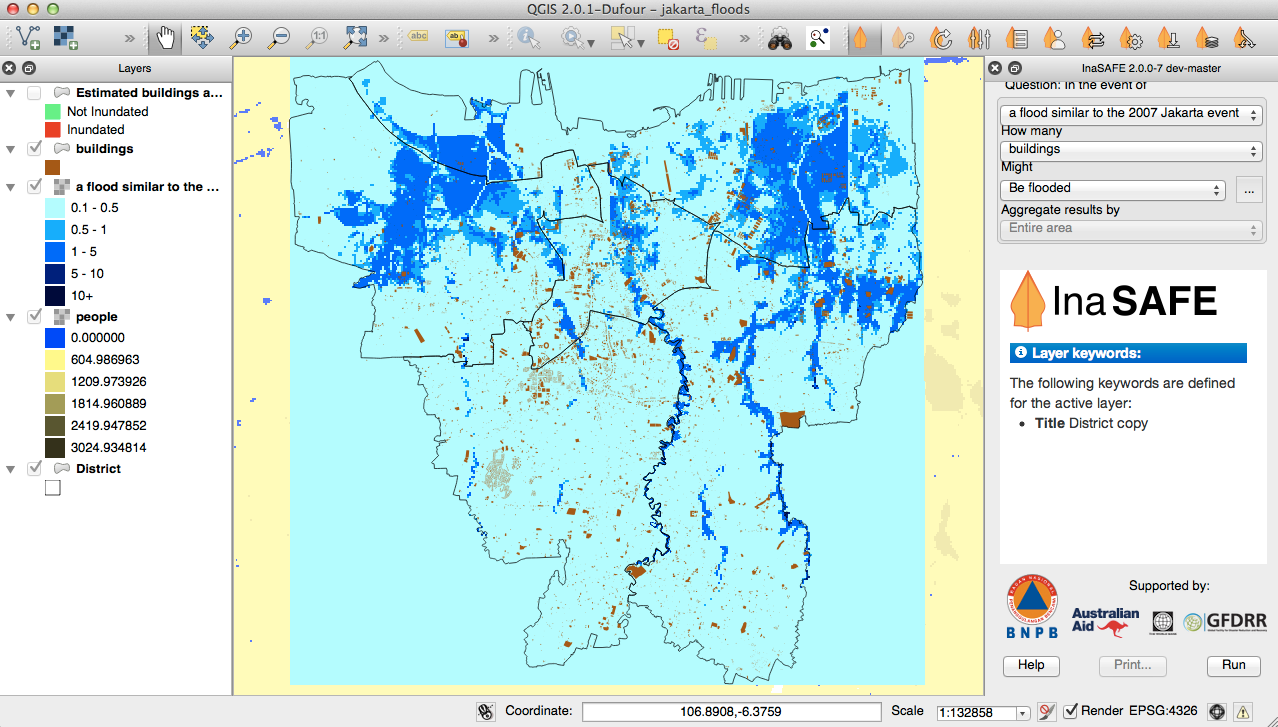 QGIS 2.0.1-Dufour - jakarta_floods
Layers
Estimated buildings a...
Not Inundated
Inundated
buildings
a flood similar to the ...
0.1 - 0.5
0.5 - 1
1 - 5
5 - 10
10+
people
0.000000
604.986963
1209.973926
1814.960889
2419.947852
3024.934814
District
InaSAFE 2.0.0-7 dev-master
Question: In the event of
a flood similar to the 2007 Jakarta event
How many
buildings
Might
Be flooded
...
Aggregate results by
Entire area
InaSAFE
Layer keywords:
The following keywords are defined
for the active layer:
• Title District copy
Supported by:
BNPB
Australian
Aid
GFDRR
Help
Print...
Run
Coordinate:
106.8908,-6.3759
Scale
1:132858
Render
EPSG:4326